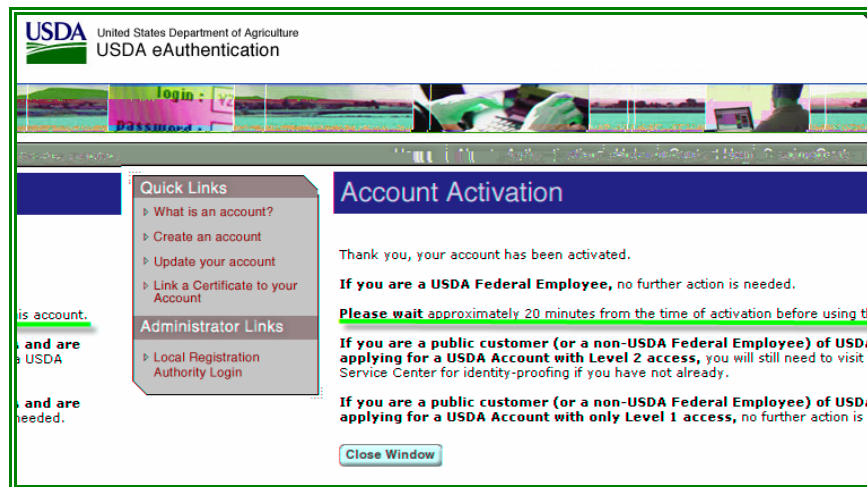 USDA United States Department of Agriculture
USDA eAuthentication
login :
password :
Quick Links
What is an account?
Create an account
Update your account
Link a Certificate to your
Account
Administrator Links
Local Registration
Authority Login
Account Activation
Thank you, your account has been activated.
If you are a USDA Federal Employee, no further action is needed.
Please wait approximately 20 minutes from the time of activation before using
If you are a public customer (or a non-USDA Federal Employee) of USDA
applying for a USDA Account with Level 2 access, you will still need to visit
Service Center for identity-proofing if you have not already.
If you are a public customer (or a non-USDA Federal Employee) of USDA
applying for a USDA Account with only Level 1 access, no further action is
Close Window
is account.
and are
a USDA
and are
needed.